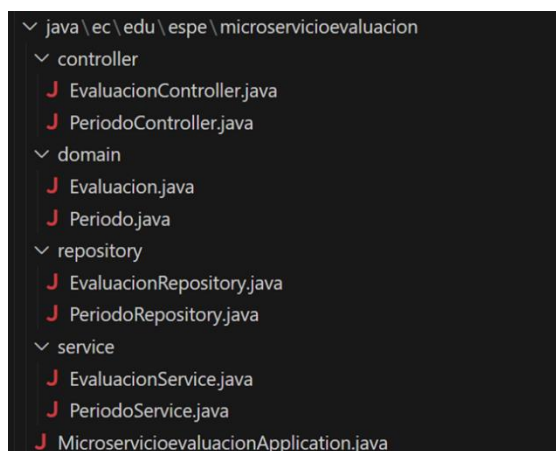 java\ec\edu\espe\microservicioevaluacion
controller
J EvaluacionController.java
J PeriodoController.java
domain
J Evaluacion.java
J Periodo.java
repository
J EvaluacionRepository.java
J PeriodoRepository.java
service
J EvaluacionService.java
J PeriodoService.java
J MicroservicioevaluacionApplication.java